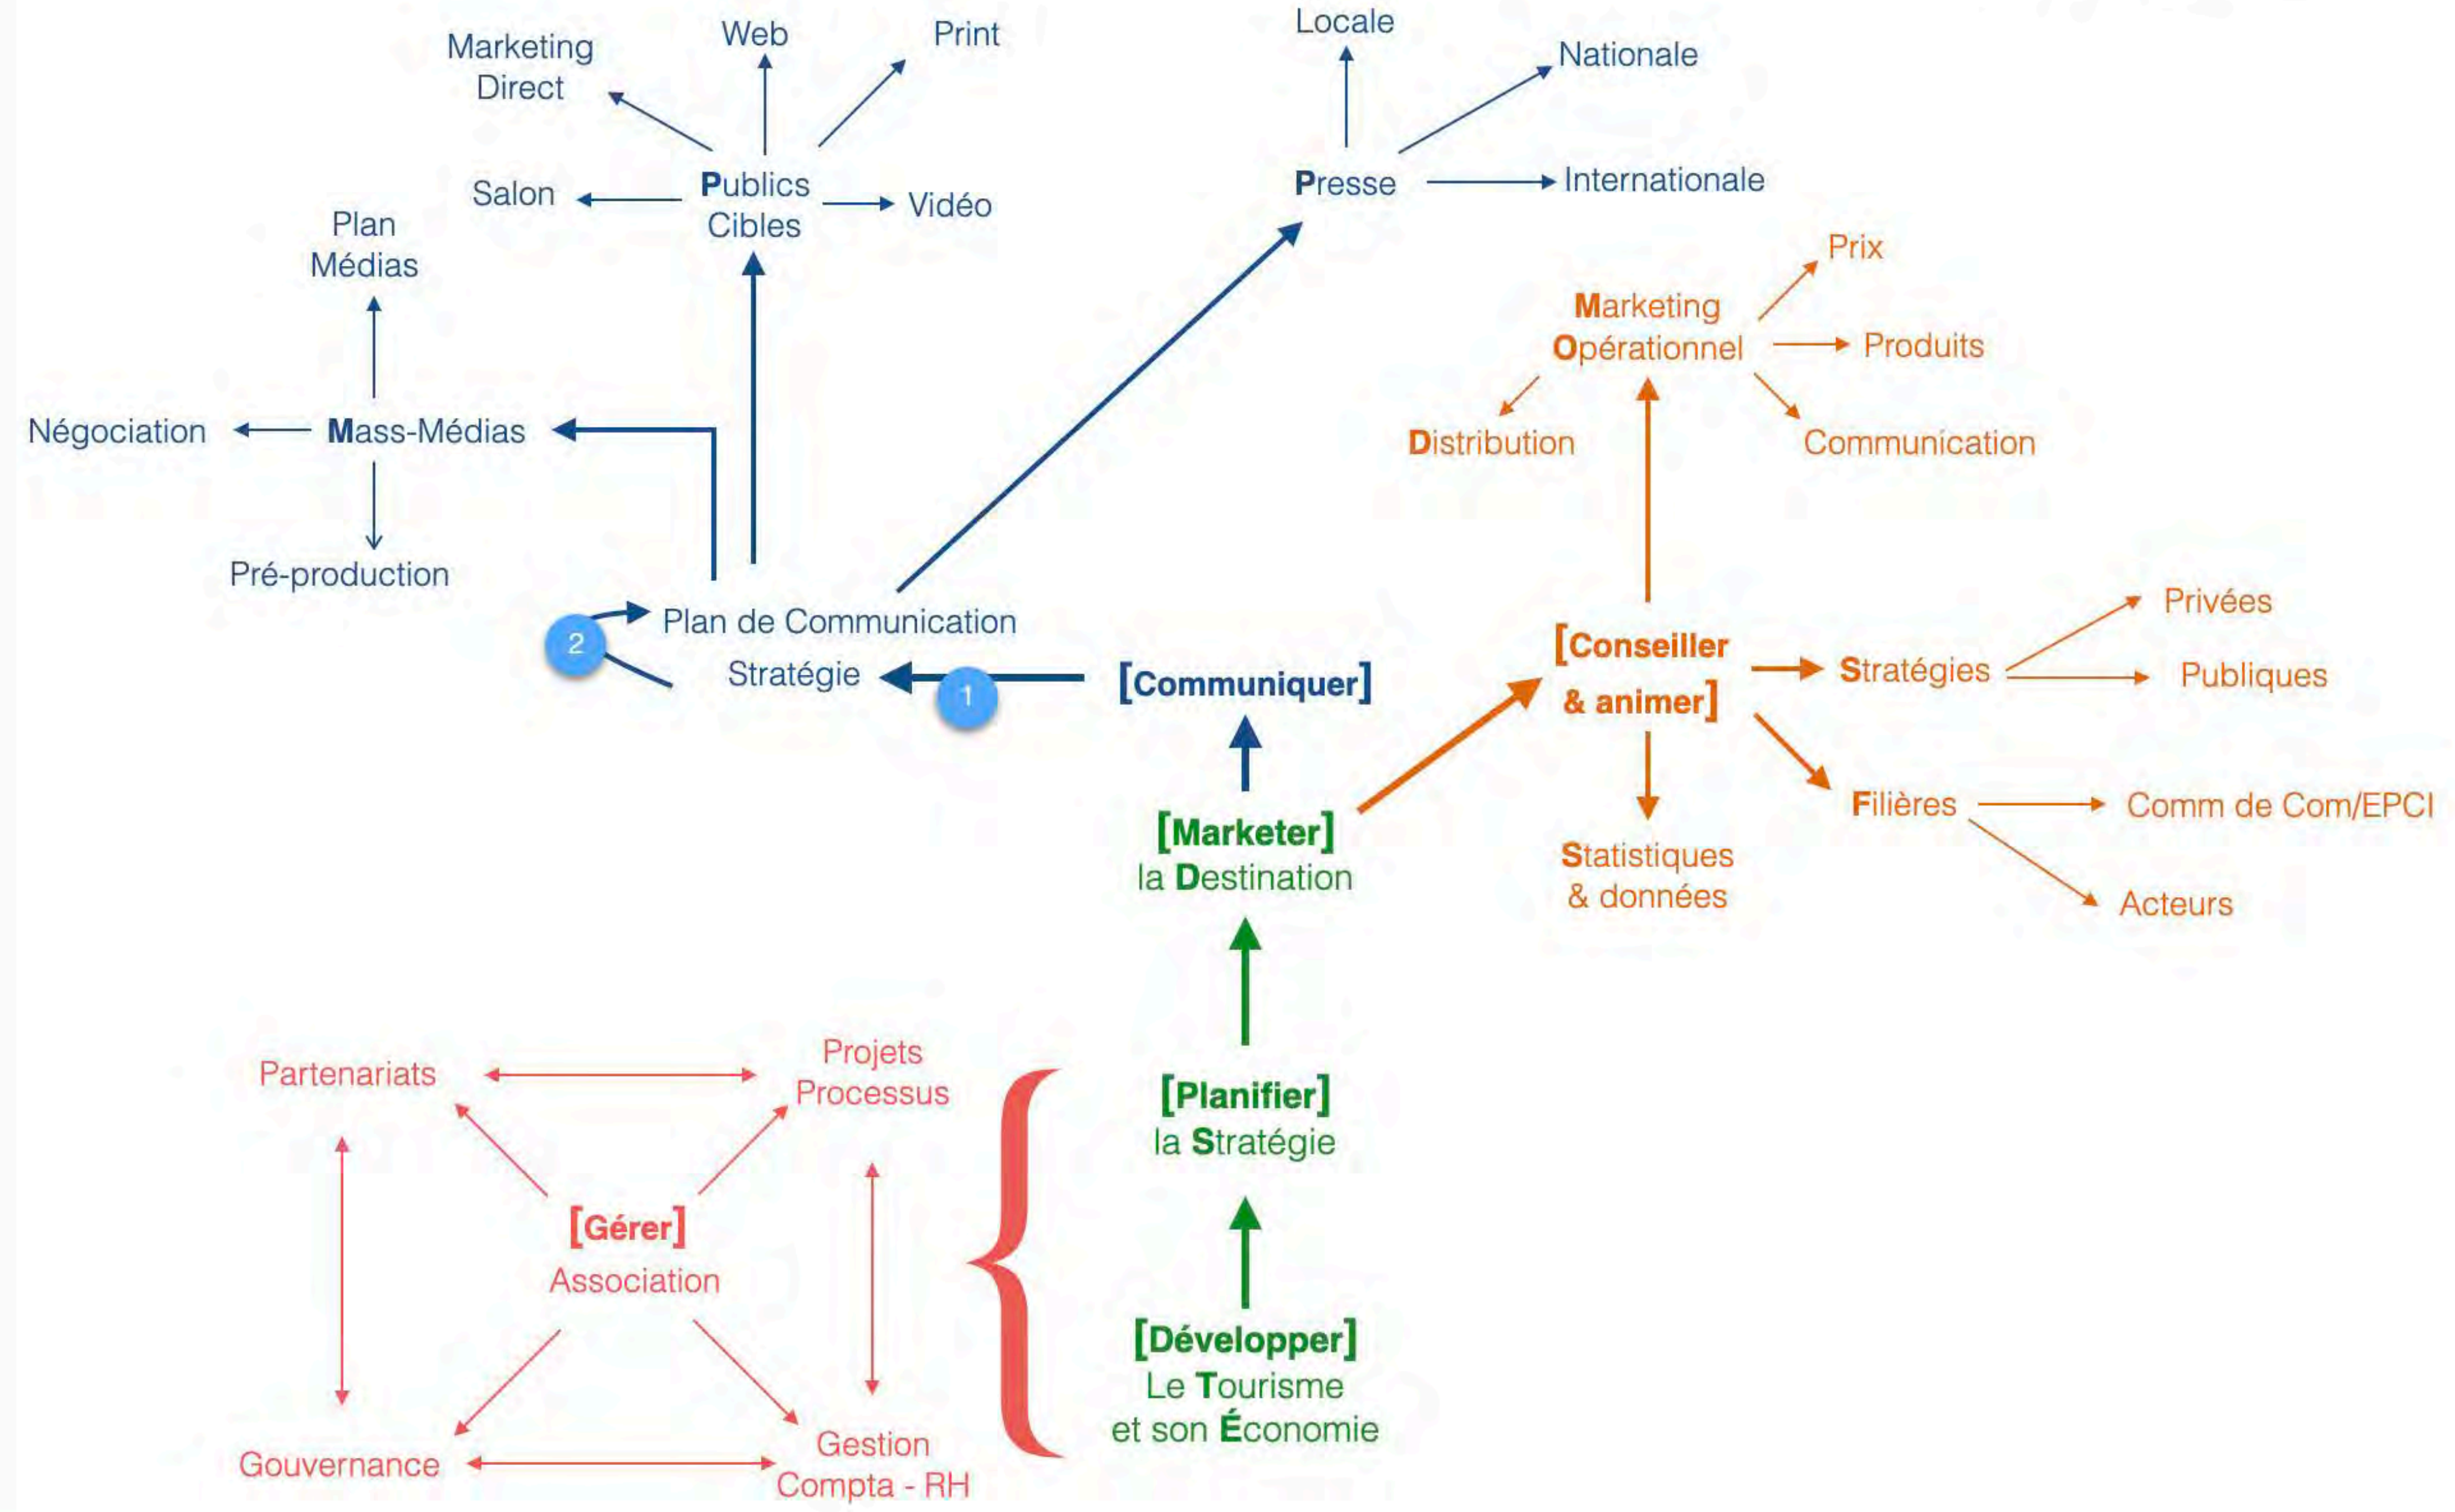 Locale
Web
Print
Marketing
Direct
Nationale
Internationale
Presse
Publics
Cibles
Salon
Vidéo
Plan
Médias
Prix
Marketing
Opérationnel
Produits
Négociation
Mass-Médias
Distribution
Communication
Pré-production
Privées
2
Plan de Communication
Stratégie
1
[Communiquer]
[Conseiller
& animer]
Stratégies
Publiques
Filières
Comm de Com/EPCI
[Marketer]
la Destination
Statistiques
& données
Acteurs
Partenariats
Projets
Processus
[Planifier]
la Stratégie
[Gérer]
Association
[Développer]
Le Tourisme
et son Économie
Gouvernance
Gestion
Compta - RH